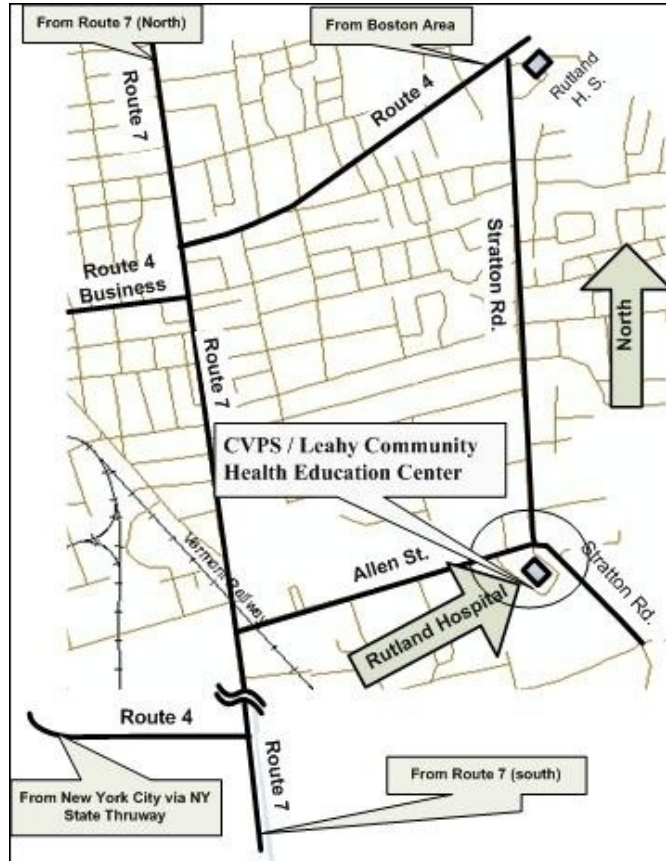 From Route 7 (North)
From Boston Area
Route 7
Route 4
Rutland
H. S.
Route 4
Business
Stratton Rd.
North
Route 7
CVPS / Leahy Community
Health Education Center
Vermont Railway
Allen St.
Stratton Rd.
Rutland Hospital
Route 4
Route 7
From New York City via NY
State Thruway
From Route 7 (south)